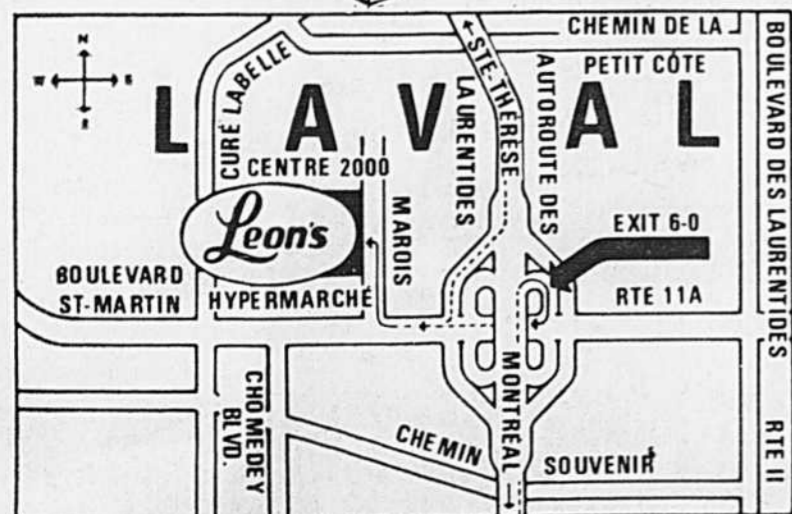 CHEMIN DE LA
PETIT CÔTE
BOULEVARD DES LAURENTIDES
RTE 11
N
W
E
S
LAVAL
CURÉ LABELLE
STE-THÉRÈSE
AUTOROUTE DES
LAURENTIDES
CENTRE 2000
Leon's
HYPERMARCHÉ
MAROIS
EXIT 6-0
RTE 11A
BOULEVARD
ST-MARTIN
CHOMEDEY
BLVD.
CHEMIN
MONTRÉAL
SOUVENIR